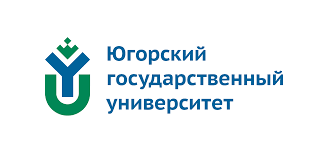 Югорский
государственный
университет